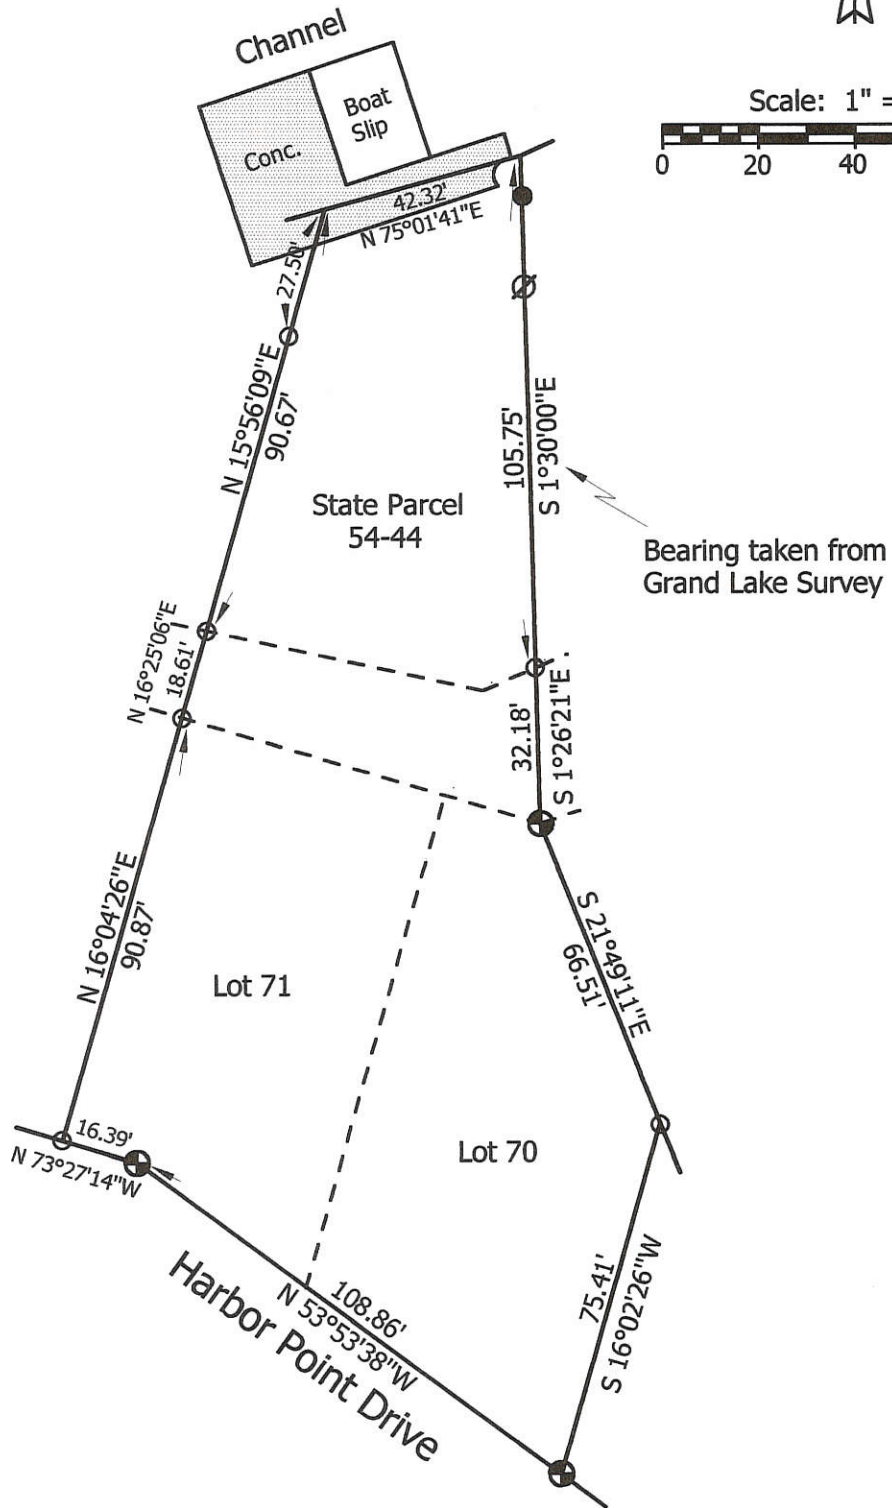 Channel
Scale: 1" =
0 20 40
Boat
Slip
Conc.
42.32'
N 75°01'41"E
27.50'
N 15°56'09"E
90.67'
105.75'
S 1°30'00"E
State Parcel
54-44
Bearing taken from
Grand Lake Survey
N 16°25'06"E
18.61'
32.18'
S 1°26'21"E
N 16°04'26"E
90.87'
S 21°49'11"E
66.51'
Lot 71
16.39'
N 73°27'14"W
Lot 70
75.41'
S 16°02'26"W
108.86'
N 53°53'38"W
Harbor Point Drive